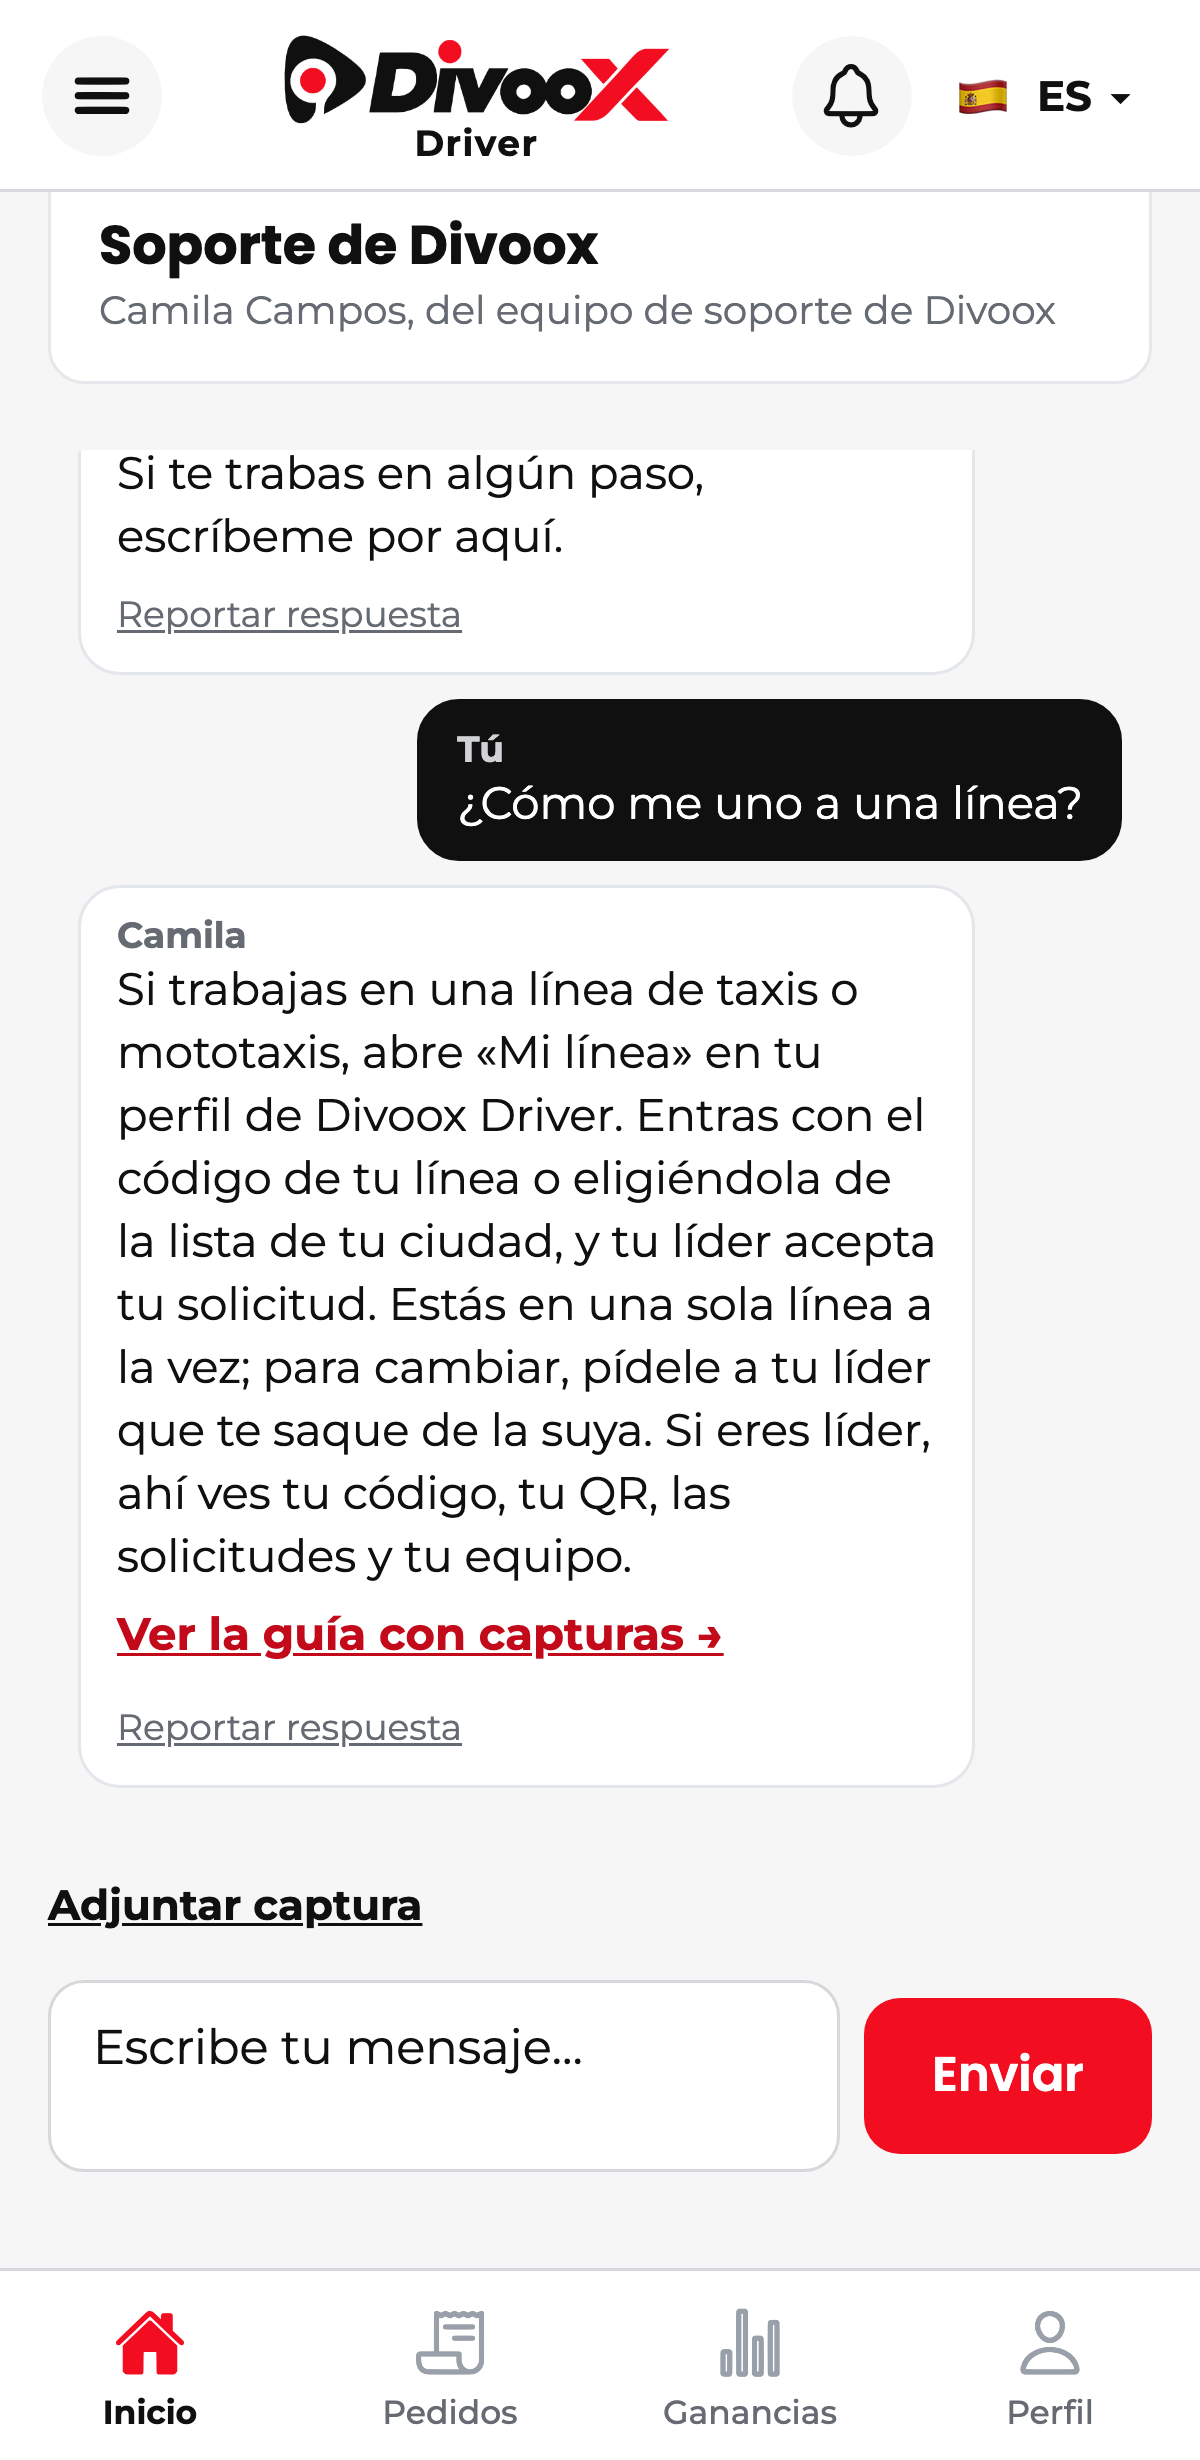 Divoox
Driver
ES
Soporte de Divoox
Camila Campos, del equipo de soporte de Divoox
Si te trabas en algún paso,
escríbeme por aquí.
Reportar respuesta
Tú
¿Cómo me uno a una línea?
Camila
Si trabajas en una línea de taxis o
mototaxis, abre «Mi línea» en tu
perfil de Divoox Driver. Entras con el
código de tu línea o eligiéndola de
la lista de tu ciudad, y tu líder acepta
tu solicitud. Estás en una sola línea a
la vez; para cambiar, pídele a tu líder
que te saque de la suya. Si eres líder,
ahí ves tu código, tu QR, las
solicitudes y tu equipo.
Ver la guía con capturas →
Reportar respuesta
Adjuntar captura
Escribe tu mensaje...
Enviar
Inicio
Pedidos
Ganancias
Perfil